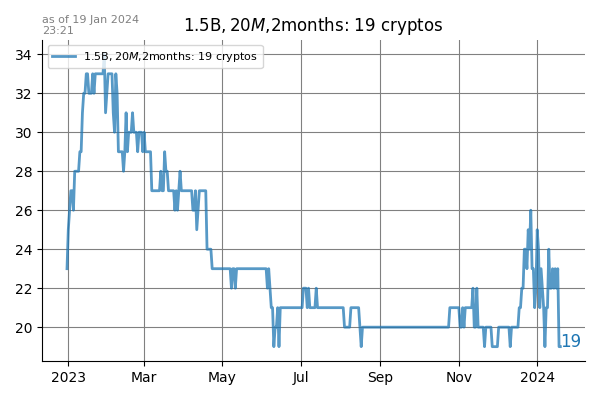 as of 19 Jan 2024
23:21
1.5B,20M,2months: 19 cryptos
1.5B,20M,2months: 19 cryptos
34
32
30
28
26
24
22
20
19
2023
Mar
May
Jul
Sep
Nov
2024